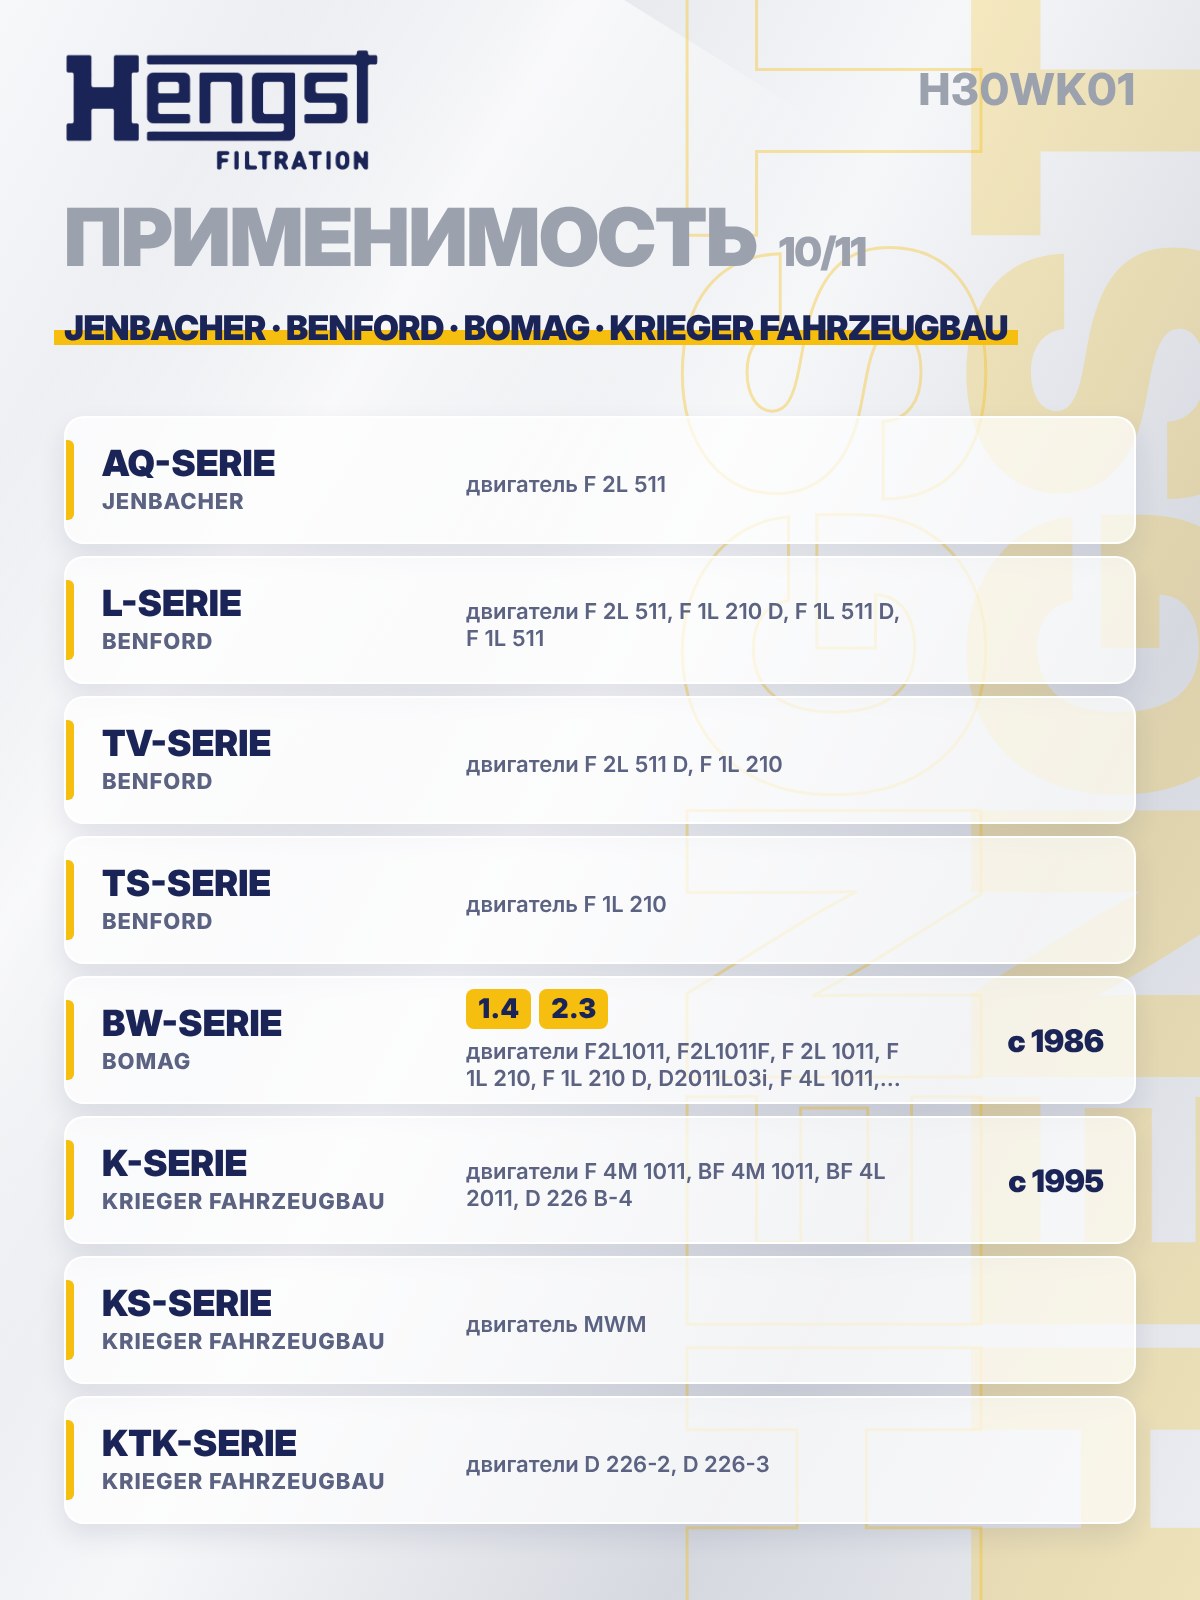 Hengst
FILTRATION
H30WK01
ПРИМЕНИМОСТЬ 10/11
JENBACHER · BENFORD · BOMAG · KRIEGER FAHRZEUGBAU
AQ-SERIE
JENBACHER
двигатель F 2L 511
L-SERIE
BENFORD
двигатели F 2L 511, F 1L 210 D, F 1L 511 D,
F 1L 511
TV-SERIE
BENFORD
двигатели F 2L 511 D, F 1L 210
TS-SERIE
BENFORD
двигатель F 1L 210
BW-SERIE
BOMAG
1.4 2.3
двигатели F2L1011, F2L1011F, F 2L 1011, F
1L 210, F 1L 210 D, D2011L03i, F 4L 1011,...
с 1986
K-SERIE
KRIEGER FAHRZEUGBAU
двигатели F 4M 1011, BF 4M 1011, BF 4L
2011, D 226 B-4
с 1995
KS-SERIE
KRIEGER FAHRZEUGBAU
двигатель MWM
KTK-SERIE
KRIEGER FAHRZEUGBAU
двигатели D 226-2, D 226-3
HENGST